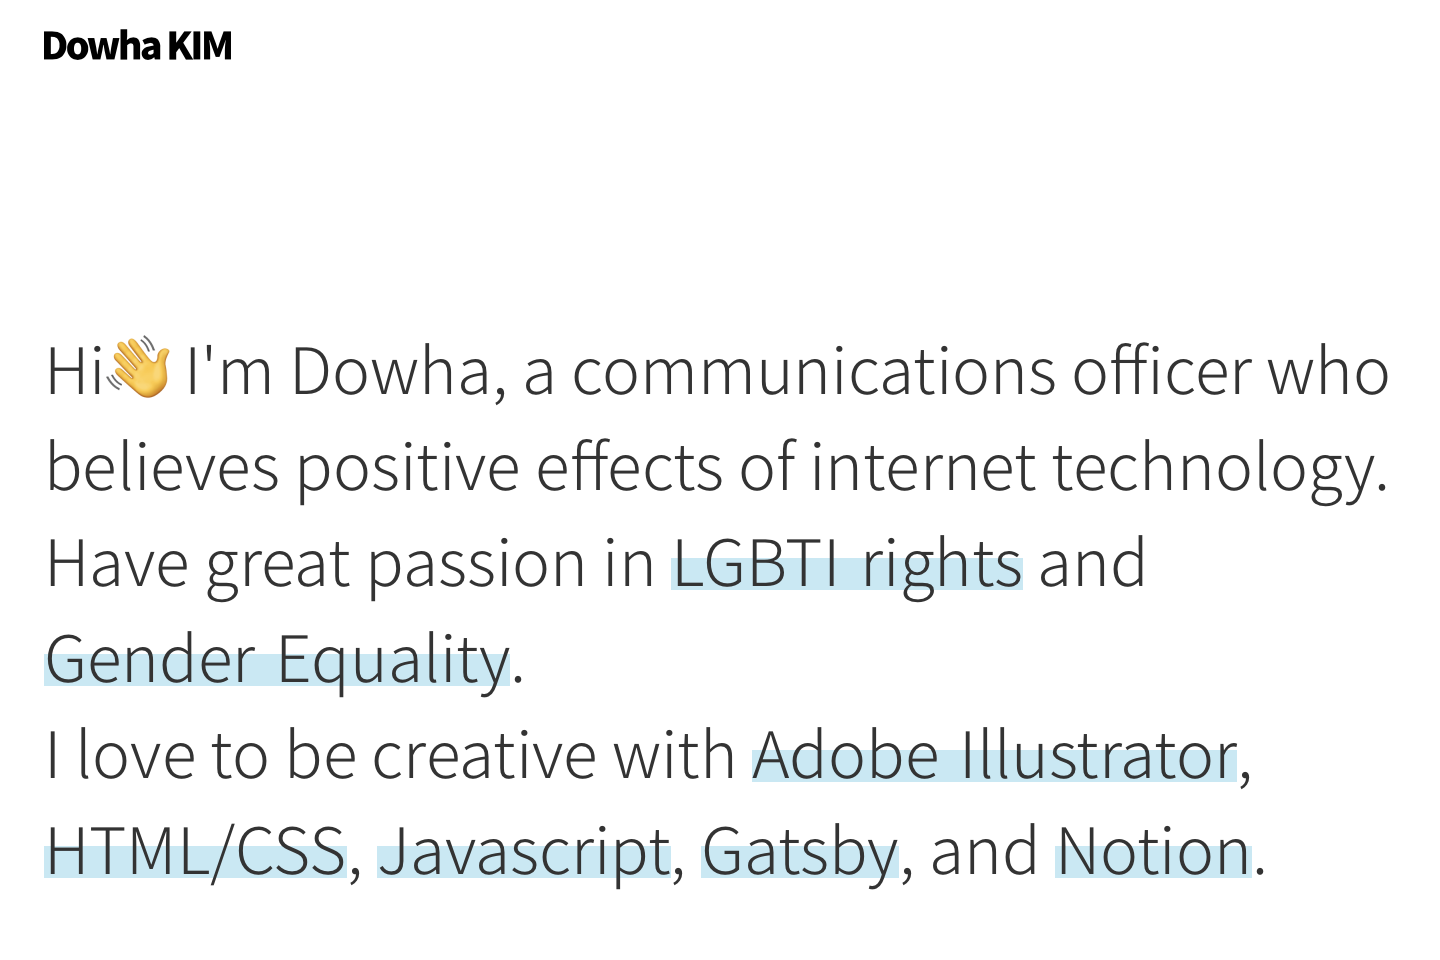 Dowha KIM
Hi👋 I'm Dowha, a communications officer who
believes positive effects of internet technology.
Have great passion in LGBTI rights and
Gender Equality.
I love to be creative with Adobe Illustrator,
HTML/CSS, Javascript, Gatsby, and Notion.